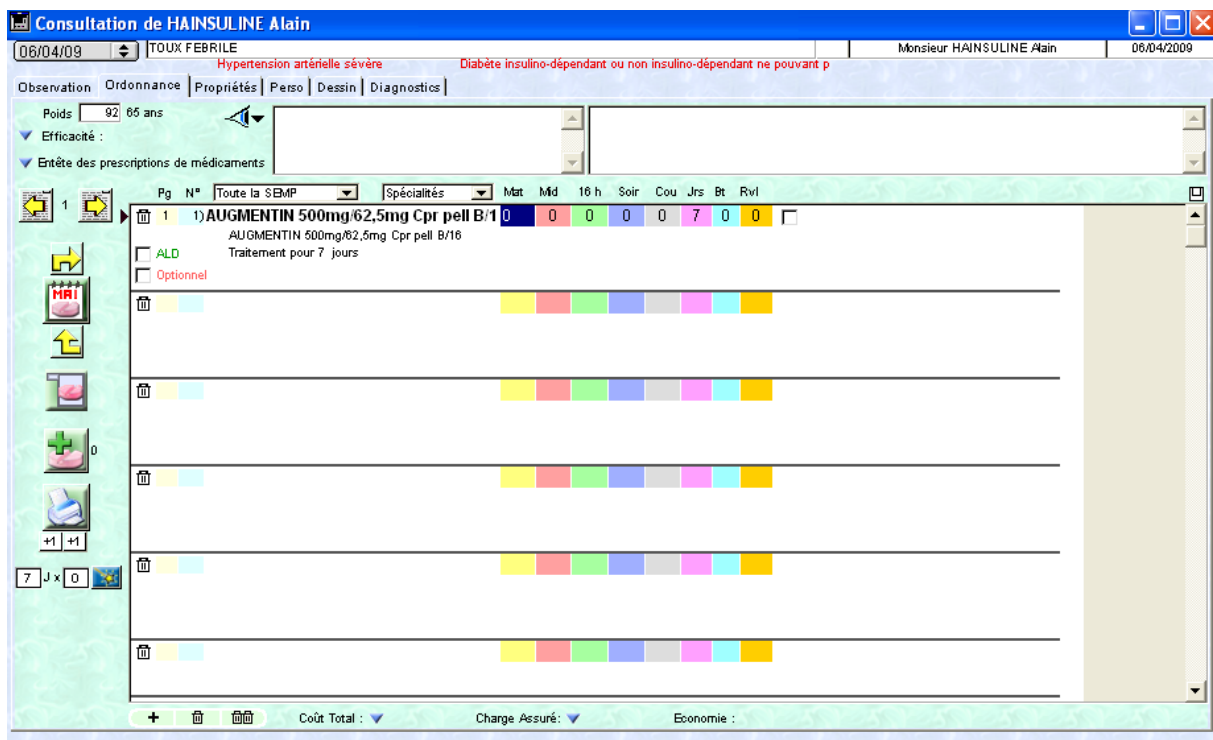 Consultation de HAINSULINE Alain
06/04/09 TOUX FEBRILE Monsieur HAINSULINE Alain 06/04/2009
Hypertension artérielle sévère Diabète insulino-dépendant ou non insulino-dépendant ne pouvant p
Observation Ordonnance Propriétés Perso Dessin Diagnostics
Poids 92 65 ans
Efficacité :
Entête des prescriptions de médicaments
1 Pg N° Toute la SEMP Spécialités Mat Mid 16 h Soir Cou Jrs Bt Rvl
1 1) AUGMENTIN 500mg/62,5mg Cpr pell B/1 0 0 0 0 0 7 0 0
AUGMENTIN 500mg/62,5mg Cpr pell B/16
ALD Traitement pour 7 jours
Optionnel
MAI
0
+1 +1
7 J x 0
+ Coût Total : Charge Assuré: Economie :